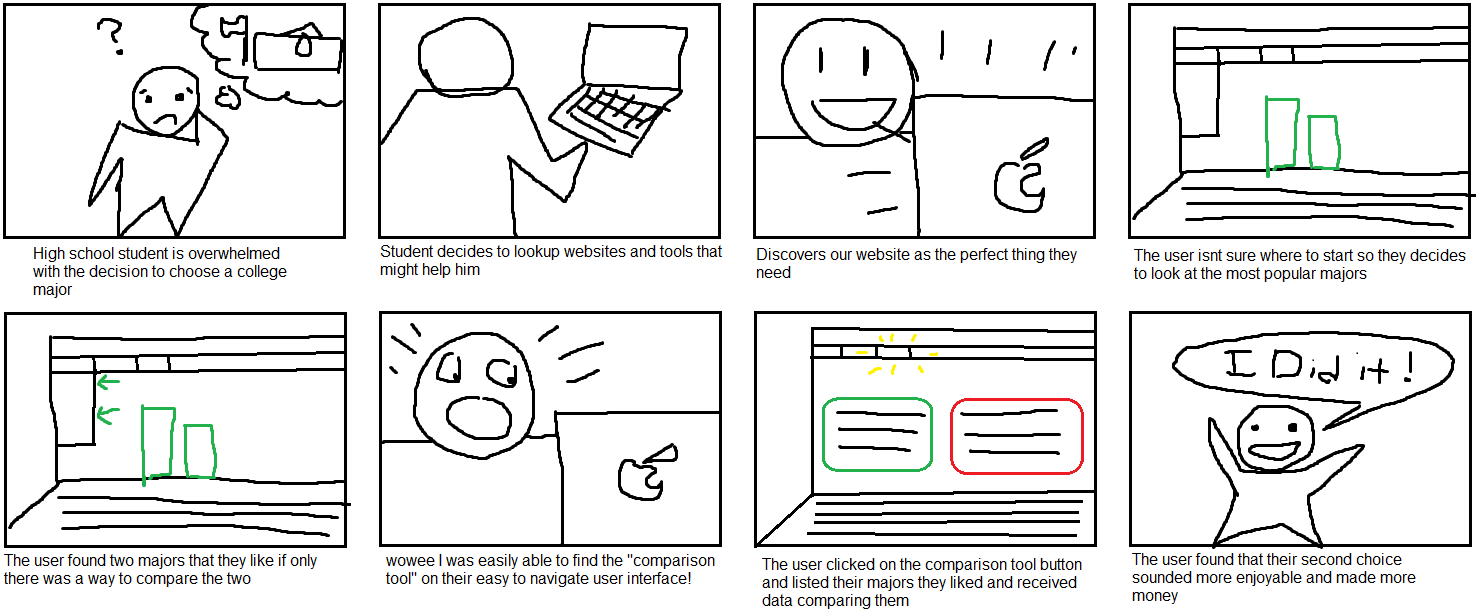 ?
High school student is overwhelmed
with the decision to choose a college
major
Student decides to lookup websites and tools that
might help him
Discovers our website as the perfect thing they
need
The user isnt sure where to start so they decides
to look at the most popular majors
The user found two majors that they like if only
there was a way to compare the two
wowee I was easily able to find the "comparison
tool" on their easy to navigate user interface!
The user clicked on the comparison tool button
and listed their majors they liked and received
data comparing them
I Did it!
The user found that their second choice
sounded more enjoyable and made more
money